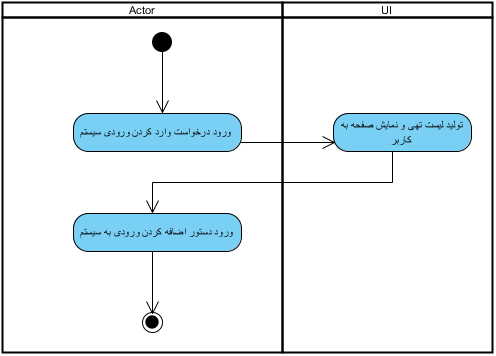 Actor
UI
ورود درخواست وارد کردن ورودی سیستم
تولید لیست تهی و نمایش صفحه به
کاربر
ورود دستور اضافه کردن ورودی به سیستم